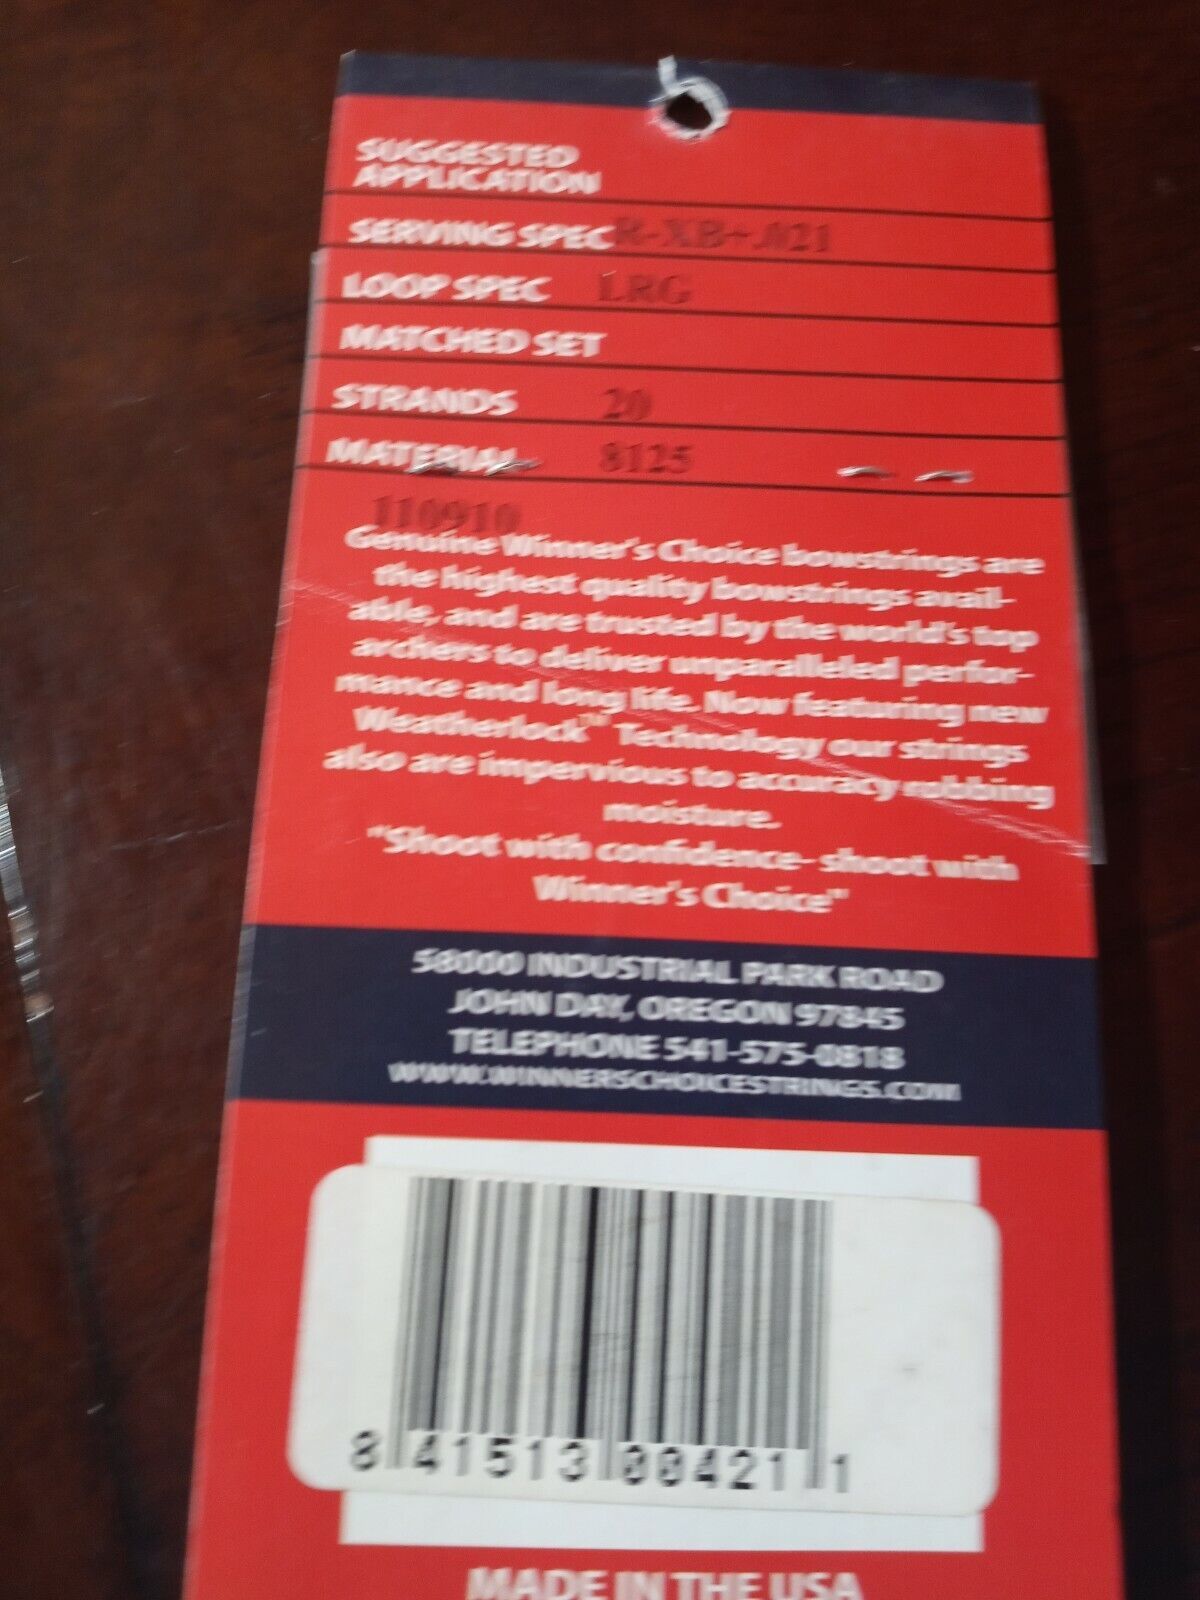 SUGGESTED
APPLICATION
SERVING SPEC R-XB+.021
LOOP SPEC LRG
MATCHED SET
STRANDS 20
MATERIAL 8125
110910
Genuine Winner's Choice bowstrings are
the highest quality bowstrings avail-
able, and are trusted by the world's top
archers to deliver unparalleled perfor-
mance and long life. Now featuring new
Weatherlock™ Technology our strings
also are impervious to accuracy robbing
moisture.
"Shoot with confidence- shoot with
Winner's Choice"
58000 INDUSTRIAL PARK ROAD
JOHN DAY, OREGON 97845
TELEPHONE 541-575-0818
WWW.WINNERSCHOICESTRINGS.COM
8 41513 00421 1
MADE IN THE USA